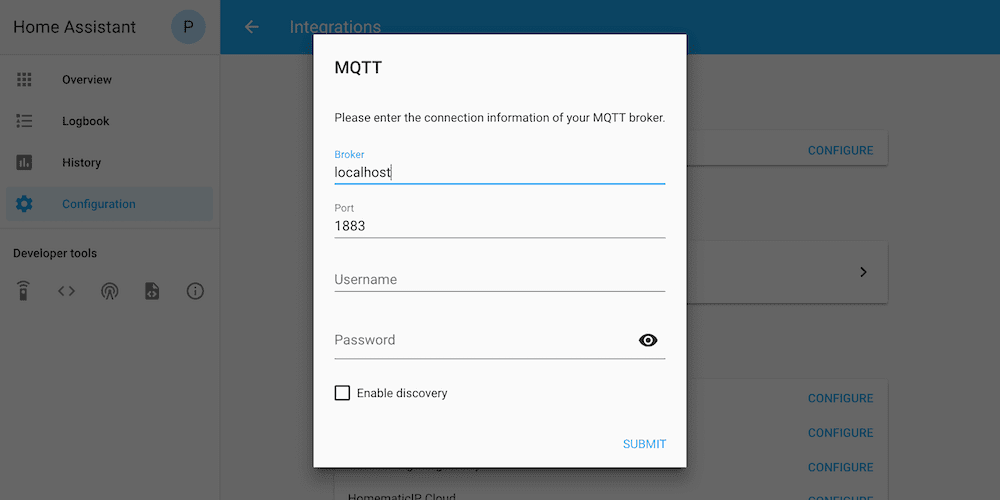 Home Assistant
P
Integrations
Overview
Logbook
History
Configuration
Developer tools
MQTT
Please enter the connection information of your MQTT broker.
Broker
localhost
Port
1883
Username
Password
Enable discovery
SUBMIT
CONFIGURE
CONFIGURE
CONFIGURE
CONFIGURE
HomematicIP Cloud
CONFIGURE